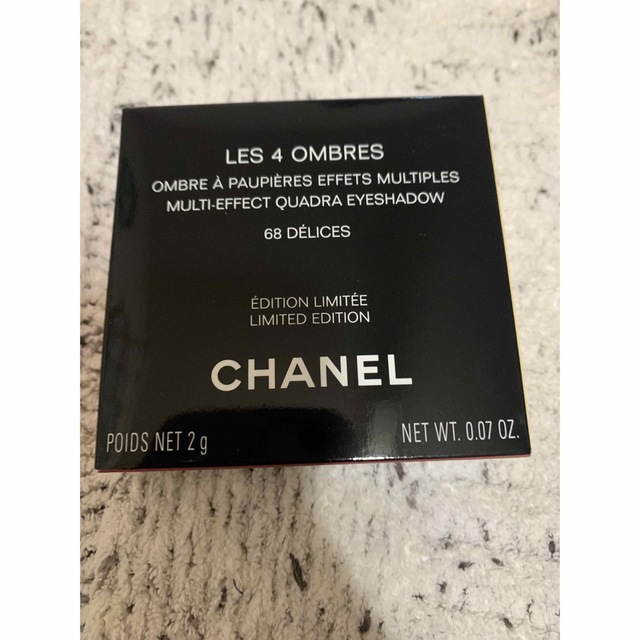 LES 4 OMBRES
OMBRE À PAUPIÈRES EFFETS MULTIPLES
MULTI-EFFECT QUADRA EYESHADOW
68 DÉLICES
ÉDITION LIMITÉE
LIMITED EDITION
CHANEL
POIDS NET 2 g
NET WT. 0.07 OZ.